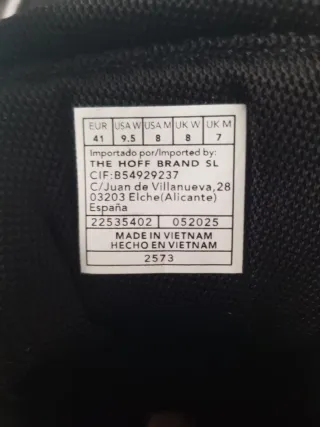 EUR USA W USA M UK W UK M
41 9.5 8 8 7
Importado por/Imported by:
THE HOFF BRAND SL
CIF:B54929237
C/Juan de Villanueva,28
03203 Elche(Alicante)
España
22535402 052025
MADE IN VIETNAM
HECHO EN VIETNAM
2573